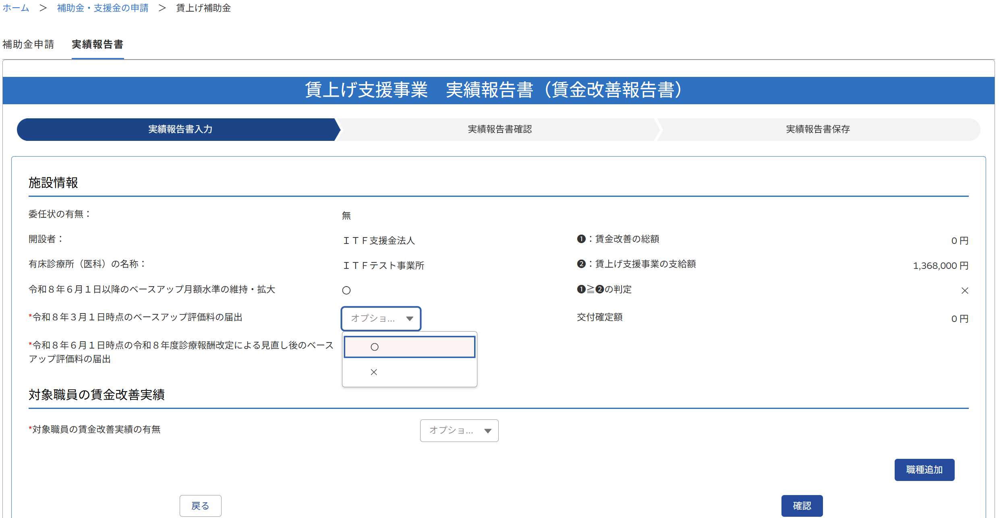 ホーム ＞ 補助金・支援金の申請 ＞ 賃上げ補助金
補助金申請 実績報告書
賃上げ支援事業　実績報告書（賃金改善報告書）
実績報告書入力 実績報告書確認 実績報告書保存
施設情報
委任状の有無： 無
開設者： ＩＴＦ支援金法人 ❶：賃金改善の総額 0 円
有床診療所（医科）の名称： ＩＴＦテスト事業所 ❷：賃上げ支援事業の支給額 1,368,000 円
令和８年６月１日以降のベースアップ月額水準の維持・拡大 〇 ❶≧❷の判定 ×
*令和８年３月１日時点のベースアップ評価料の届出 オプショ... 交付確定額 0 円
*令和８年６月１日時点の令和８年度診療報酬改定による見直し後のベース
アップ評価料の届出
〇
×
対象職員の賃金改善実績
*対象職員の賃金改善実績の有無 オプショ...
職種追加
戻る 確認